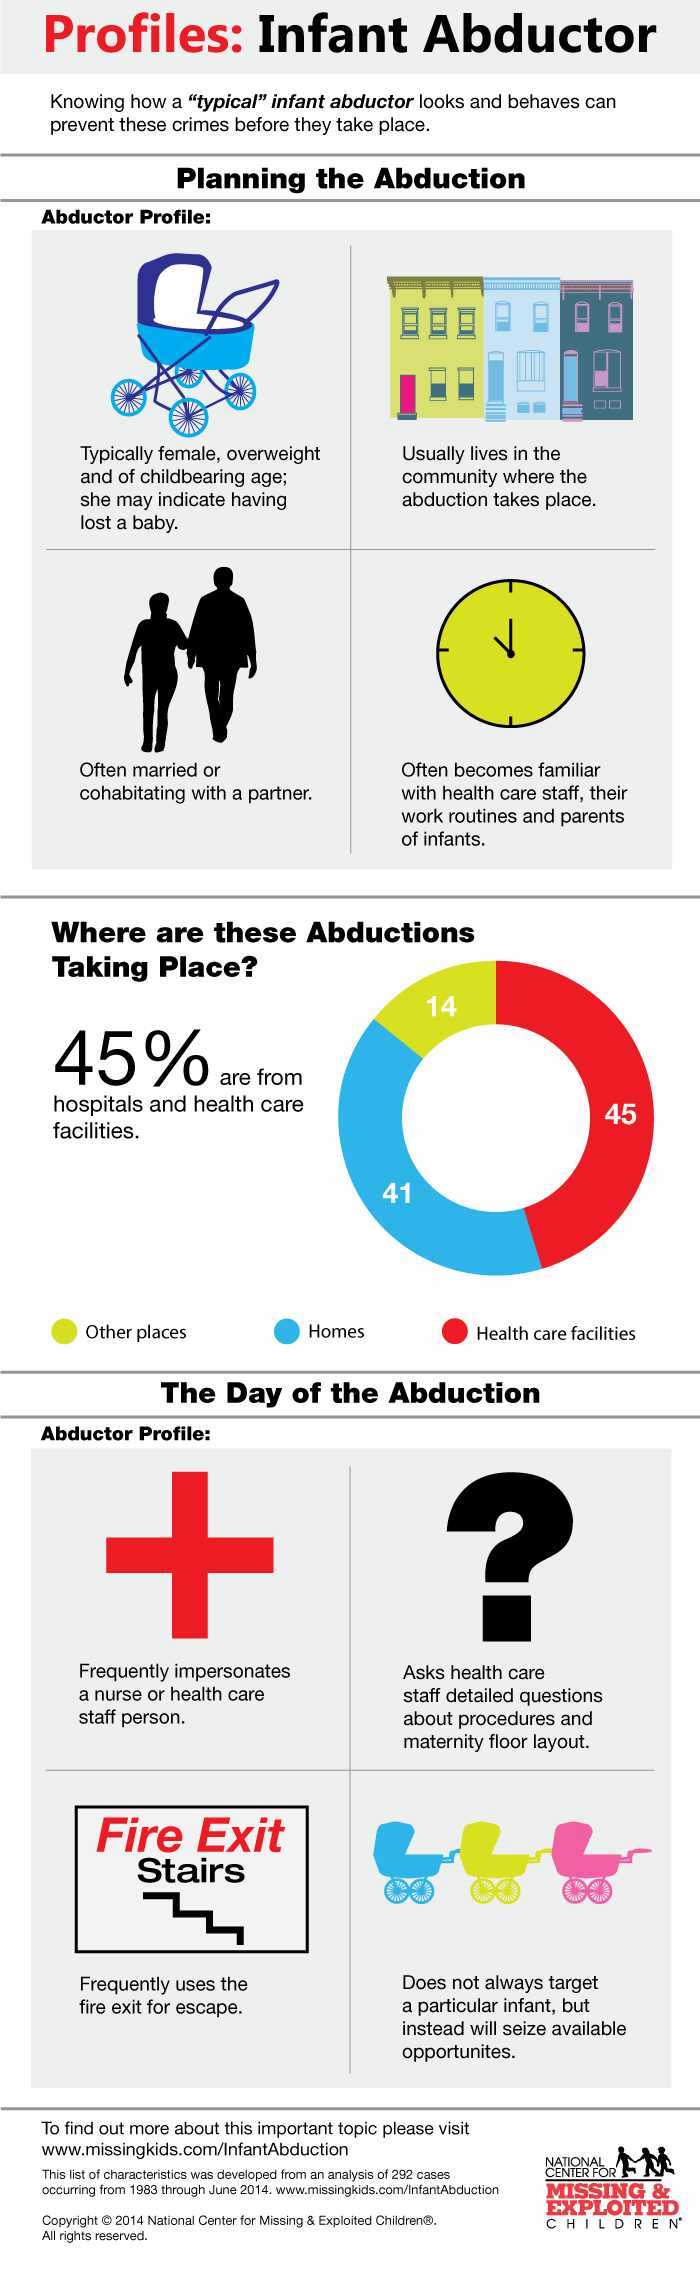 Profiles: Infant Abductor
Knowing how a “typical” infant abductor looks and behaves can
prevent these crimes before they take place.
Planning the Abduction
Abductor Profile:
Typically female, overweight
and of childbearing age;
she may indicate having
lost a baby.
Usually lives in the
community where the
abduction takes place.
Often married or
cohabitating with a partner.
Often becomes familiar
with health care staff, their
work routines and parents
of infants.
Where are these Abductions
Taking Place?
45% are from
hospitals and health care
facilities.
14
45
41
Other places
Homes
Health care facilities
The Day of the Abduction
Abductor Profile:
Frequently impersonates
a nurse or health care
staff person.
Asks health care
staff detailed questions
about procedures and
maternity floor layout.
Fire Exit
Stairs
Frequently uses the
fire exit for escape.
Does not always target
a particular infant, but
instead will seize available
opportunites.
To find out more about this important topic please visit
www.missingkids.com/InfantAbduction
This list of characteristics was developed from an analysis of 292 cases
occurring from 1983 through June 2014. www.missingkids.com/InfantAbduction
Copyright © 2014 National Center for Missing & Exploited Children®.
All rights reserved.
NATIONAL
CENTER FOR
MISSING &
EXPLOITED
CHILDREN®